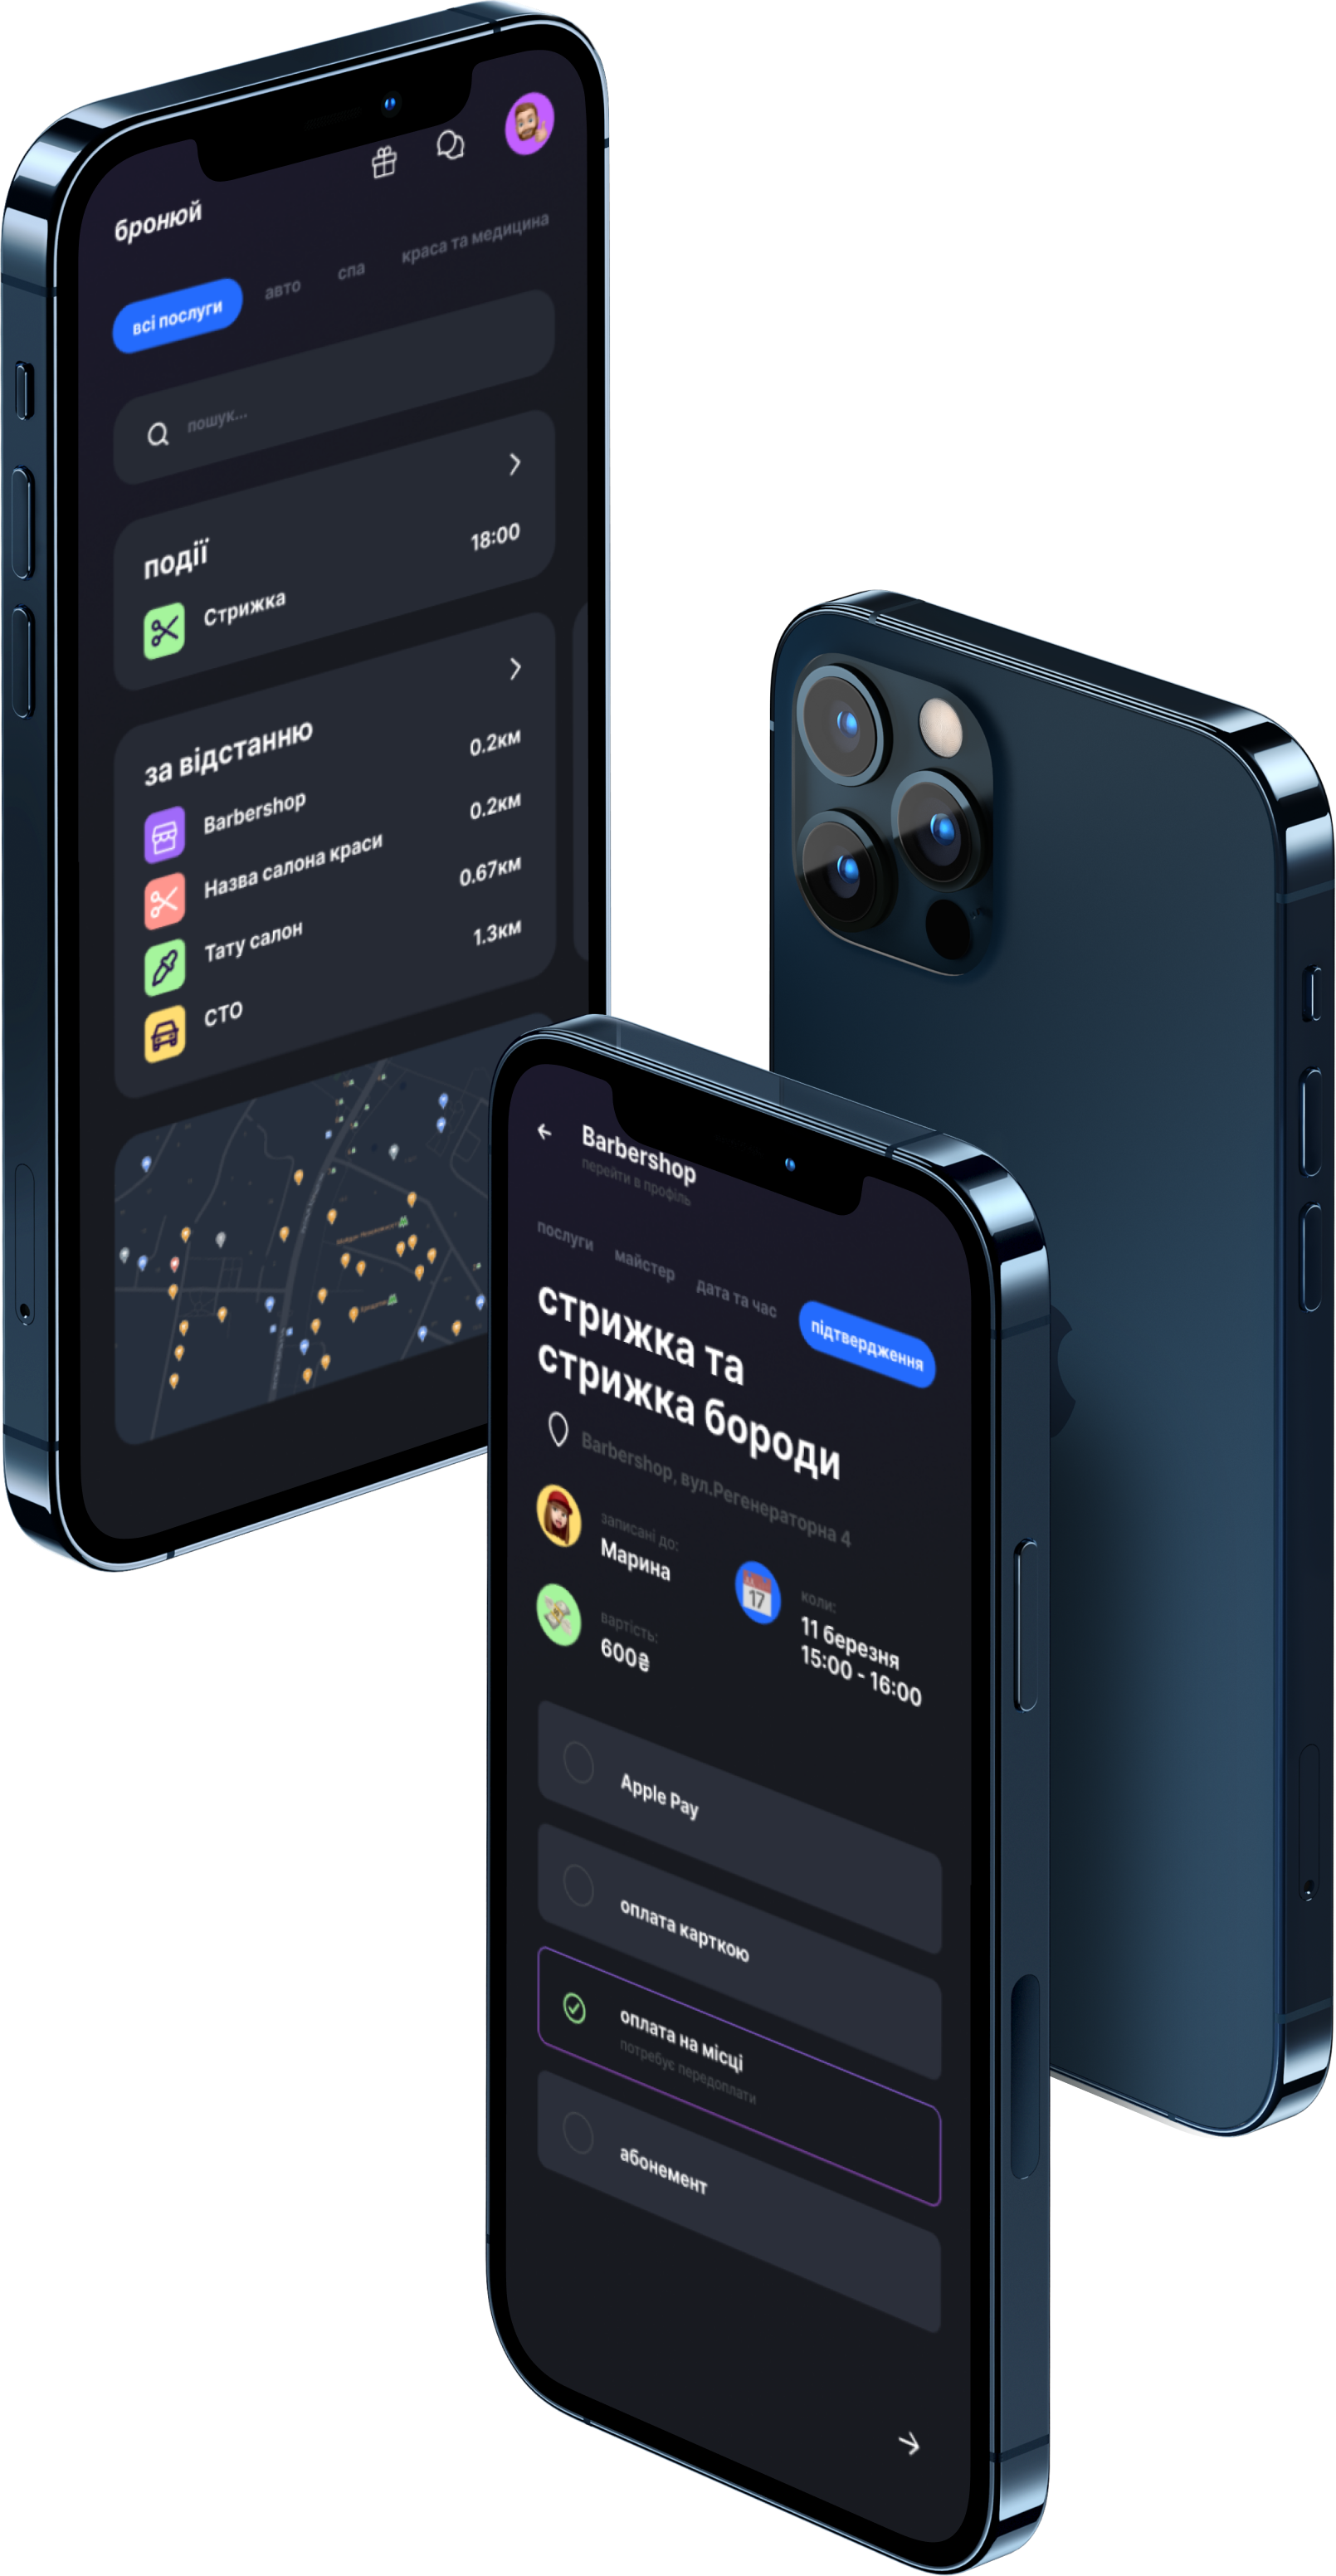 бронюй
всі послуги
авто
спа
краса та медицина
пошук...
події
Стрижка
18:00
за відстанню
Barbershop
0.2км
Назва салона краси
0.2км
Тату салон
0.67км
СТО
1.3км
Barbershop
перейти в профіль
послуги
майстер
дата та час
підтвердження
стрижка та
стрижка бороди
Barbershop, вул.Регенераторна 4
записані до:
Марина
17
коли:
11 березня
15:00 - 16:00
вартість:
600₴
Apple Pay
оплата карткою
оплата на місці
потребує передоплати
абонемент